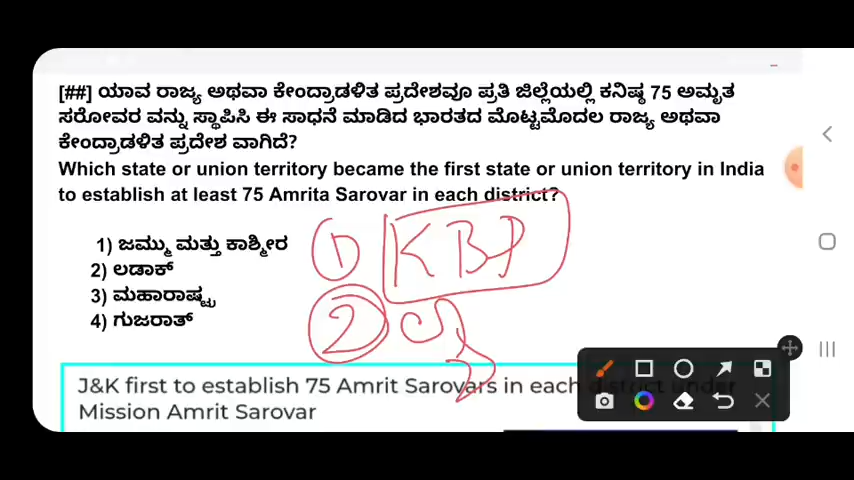 [##] ಯಾವ ರಾಜ್ಯ ಅಥವಾ ಕೇಂದ್ರಾಡಳಿತ ಪ್ರದೇಶವೂ ಪ್ರತಿ ಜಿಲ್ಲೆಯಲ್ಲಿ ಕನಿಷ್ಠ 75 ಅಮೃತ
ಸರೋವರ ವನ್ನು ಸ್ಥಾಪಿಸಿ ಈ ಸಾಧನೆ ಮಾಡಿದ ಭಾರತದ ಮೊಟ್ಟಮೊದಲ ರಾಜ್ಯ ಅಥವಾ
ಕೇಂದ್ರಾಡಳಿತ ಪ್ರದೇಶ ವಾಗಿದೆ?
Which state or union territory became the first state or union territory in India
to establish at least 75 Amrita Sarovar in each district?
1) ಜಮ್ಮು ಮತ್ತು ಕಾಶ್ಮೀರ
2) ಲಡಾಕ್
3) ಮಹಾರಾಷ್ಟ್ರ
4) ಗುಜರಾತ್
1 KBP
2
J&K first to establish 75 Amrit Sarovars in each district under
Mission Amrit Sarovar